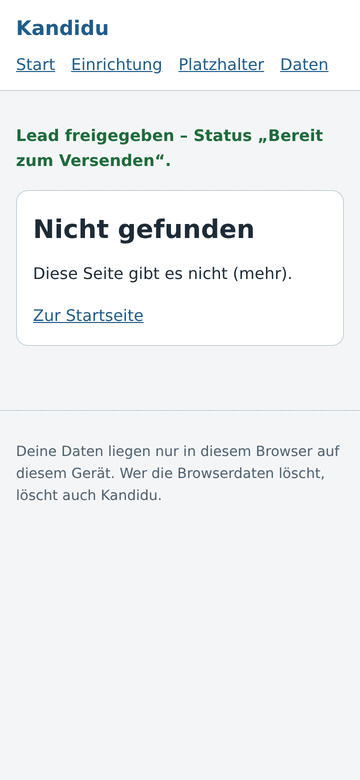 Kandidu
Start Einrichtung Platzhalter Daten
Lead freigegeben – Status „Bereit
zum Versenden“.
Nicht gefunden
Diese Seite gibt es nicht (mehr).
Zur Startseite
Deine Daten liegen nur in diesem Browser auf
diesem Gerät. Wer die Browserdaten löscht,
löscht auch Kandidu.